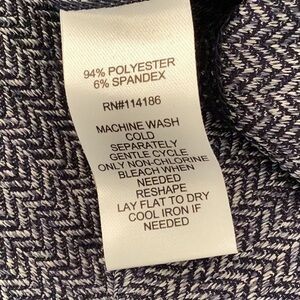 94% POLYESTER
6% SPANDEX
RN#114186
MACHINE WASH
COLD
SEPARATELY
GENTLE CYCLE
ONLY NON-CHLORINE
BLEACH WHEN
NEEDED
RESHAPE
LAY FLAT TO DRY
COOL IRON IF
NEEDED